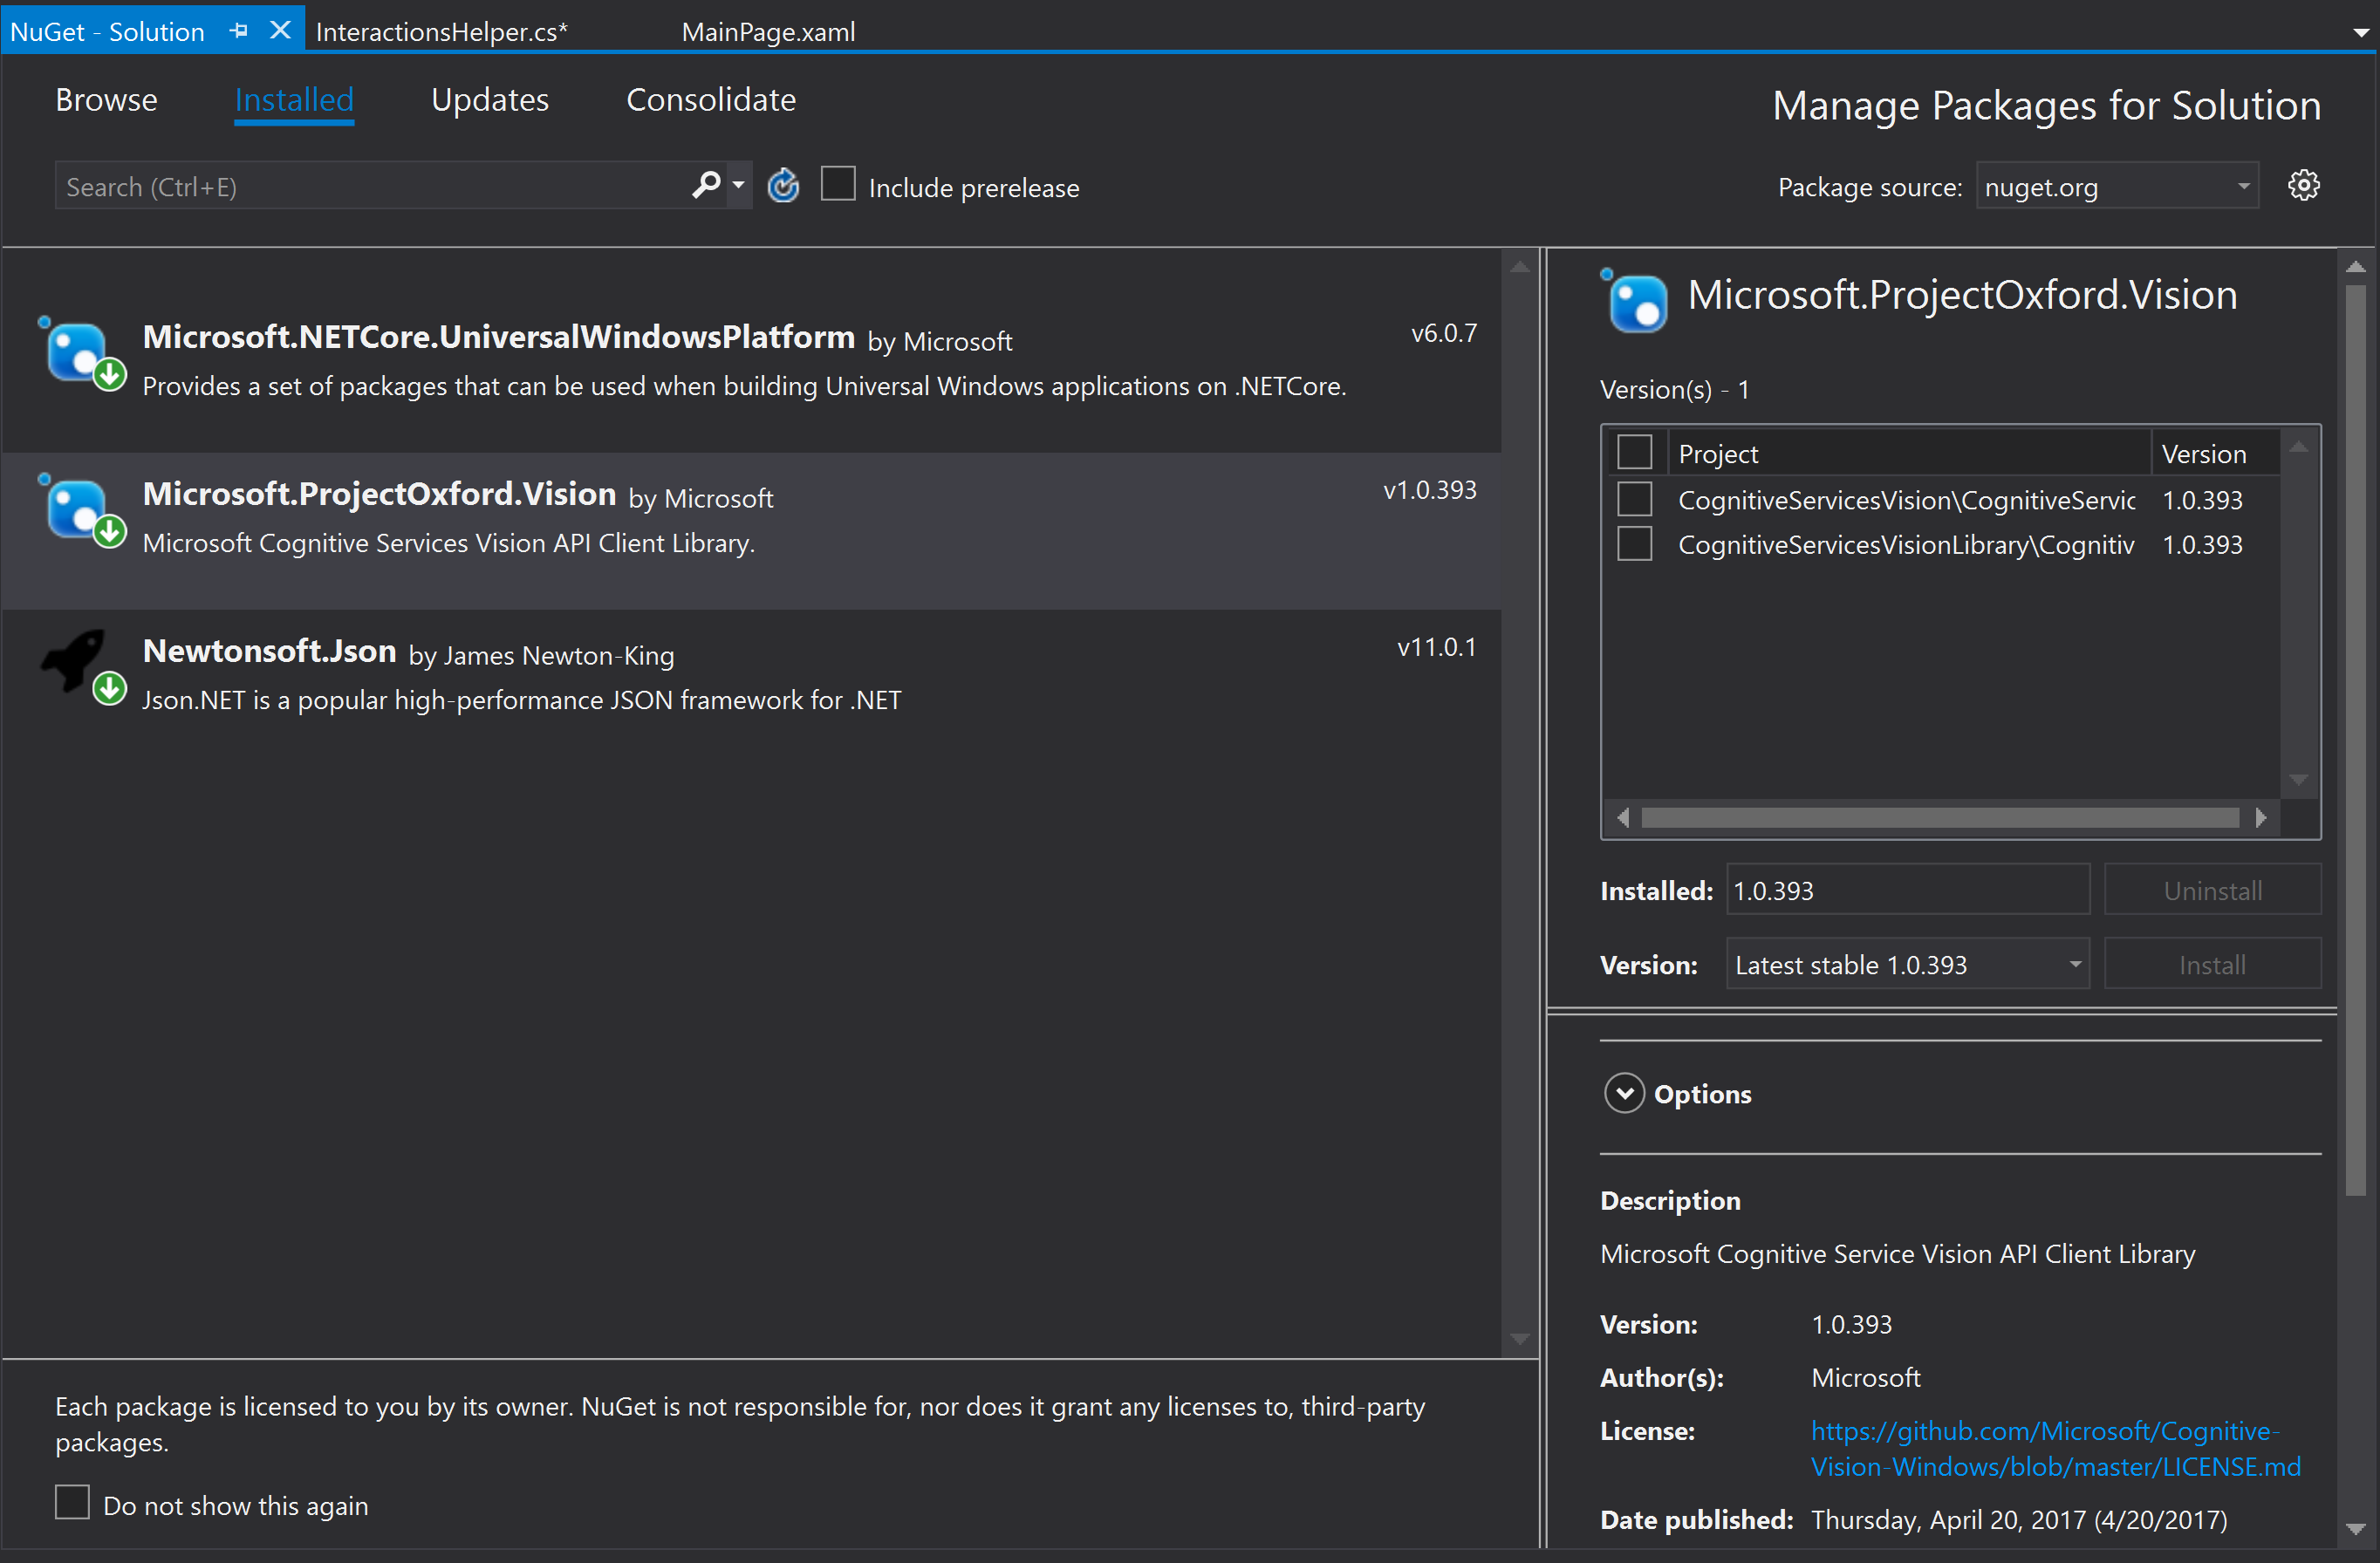 NuGet - Solution
InteractionsHelper.cs*
MainPage.xaml
Browse
Installed
Updates
Consolidate
Manage Packages for Solution
Search (Ctrl+E)
Include prerelease
Package source:
nuget.org
Microsoft.NETCore.UniversalWindowsPlatform by Microsoft
v6.0.7
Provides a set of packages that can be used when building Universal Windows applications on .NETCore.
Microsoft.ProjectOxford.Vision by Microsoft
v1.0.393
Microsoft Cognitive Services Vision API Client Library.
Newtonsoft.Json by James Newton-King
v11.0.1
Json.NET is a popular high-performance JSON framework for .NET
Each package is licensed to you by its owner. NuGet is not responsible for, nor does it grant any licenses to, third-party
packages.
Do not show this again
Microsoft.ProjectOxford.Vision
Version(s) - 1
Project Version
CognitiveServicesVision\CognitiveServic 1.0.393
CognitiveServicesVisionLibrary\Cognitiv 1.0.393
Installed: 1.0.393 Uninstall
Version: Latest stable 1.0.393 Install
Options
Description
Microsoft Cognitive Service Vision API Client Library
Version: 1.0.393
Author(s): Microsoft
License: https://github.com/Microsoft/Cognitive-
Vision-Windows/blob/master/LICENSE.md
Date published: Thursday, April 20, 2017 (4/20/2017)